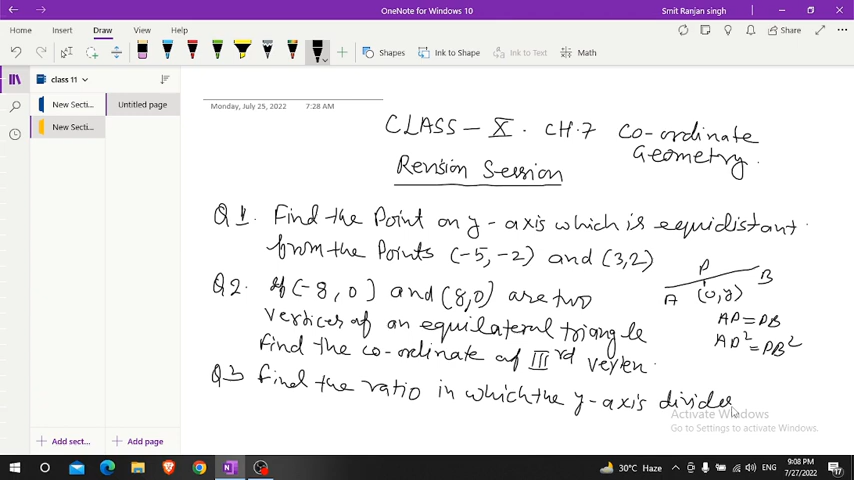 OneNote for Windows 10
Smit Ranjan singh
Home Insert Draw View Help
Share
Shapes Ink to Shape Ink to Text Math
class 11
New Secti...
Untitled page
New Secti...
Monday, July 25, 2022 7:28 AM
CLASS - X. CH.7 Co-ordinate
Geometry.
Revision Session
Q1. Find the Point on y-axis which is equidistant
from the Points (-5,-2) and (3,2)
P
A B
(0,y)
AP=PB
AP²=PB²
Q2. If (-8,0) and (8,0) are two
vertices of an equilateral triangle
find the co-ordinate of IIIrd vertex.
Q3 find the ratio in which the y-axis divides
Activate Windows
Go to Settings to activate Windows.
Add sect... Add page
30°C Haze ENG 9:08 PM
7/27/2022
17